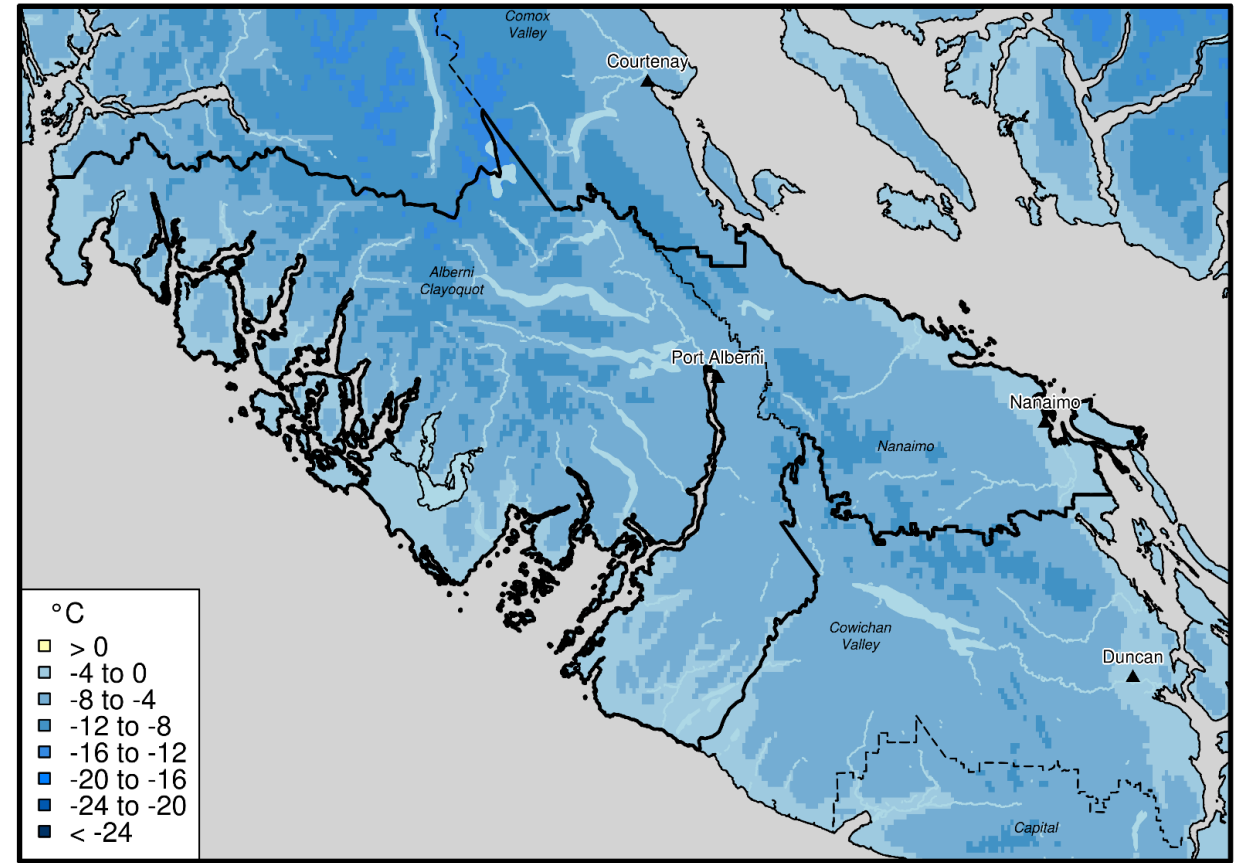 Comox
Valley
Courtenay
Alberni
Clayoquot
Port Alberni
Nanaimo
Nanaimo
Cowichan
Valley
Duncan
Capital
°C
> 0
-4 to 0
-8 to -4
-12 to -8
-16 to -12
-20 to -16
-24 to -20
< -24